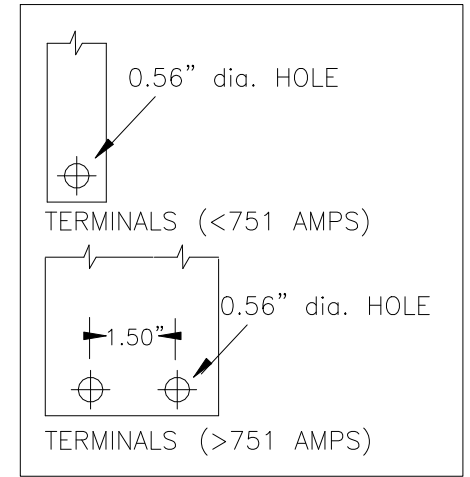 0.56" dia. HOLE
TERMINALS (<751 AMPS)
0.56" dia. HOLE
1.50"
TERMINALS (>751 AMPS)